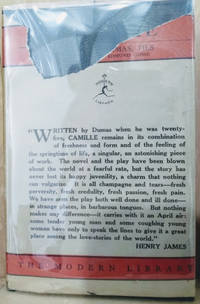 MAS, FILS
MODERN
LIBRARY
"WRITTEN by Dumas when he was twenty-
five, CAMILLE remains in its combination
of freshness and form and of the feeling of
the springtime of life, a singular, an astonishing piece
of work. The novel and the play have been blown
about the world at a fearful rate, but the story has
never lost its happy juvenility, a charm that nothing
can vulgarize. It is all champagne and tears—fresh
perversity, fresh credulity, fresh passion, fresh pain.
We have seen the play both well done and ill done—
in strange places, in barbarous tongues. But nothing
makes any difference—it carries with it an April air:
some tender young man and some coughing young
woman have only to speak the lines to give it a great
place among the love-stories of the world."
HENRY JAMES
THE MODERN LIBRARY